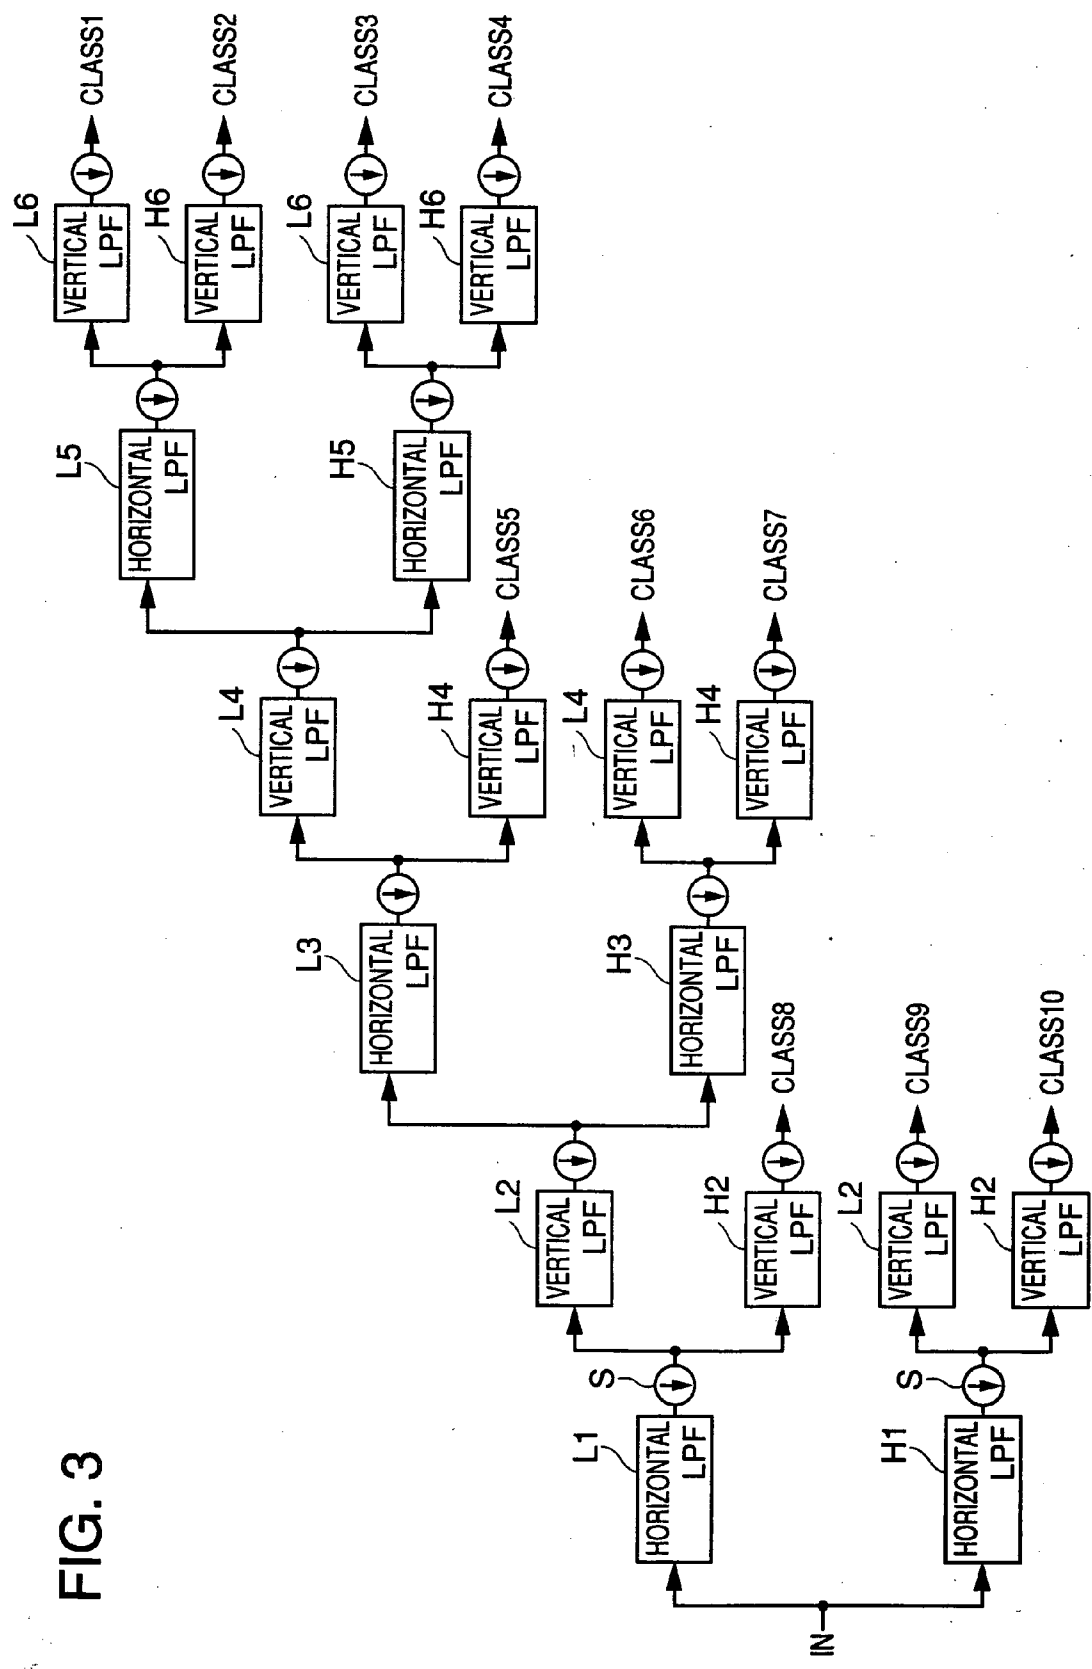 FIG. 3
IN
L1
HORIZONTAL
LPF
S
H1
HORIZONTAL
LPF
S
L2
VERTICAL
LPF
H2
VERTICAL
LPF
CLASS8
L2
VERTICAL
LPF
CLASS9
H2
VERTICAL
LPF
CLASS10
L3
HORIZONTAL
LPF
H3
HORIZONTAL
LPF
L4
VERTICAL
LPF
H4
VERTICAL
LPF
CLASS5
L4
VERTICAL
LPF
CLASS6
H4
VERTICAL
LPF
CLASS7
L5
HORIZONTAL
LPF
H5
HORIZONTAL
LPF
L6
VERTICAL
LPF
CLASS1
H6
VERTICAL
LPF
CLASS2
L6
VERTICAL
LPF
CLASS3
H6
VERTICAL
LPF
CLASS4